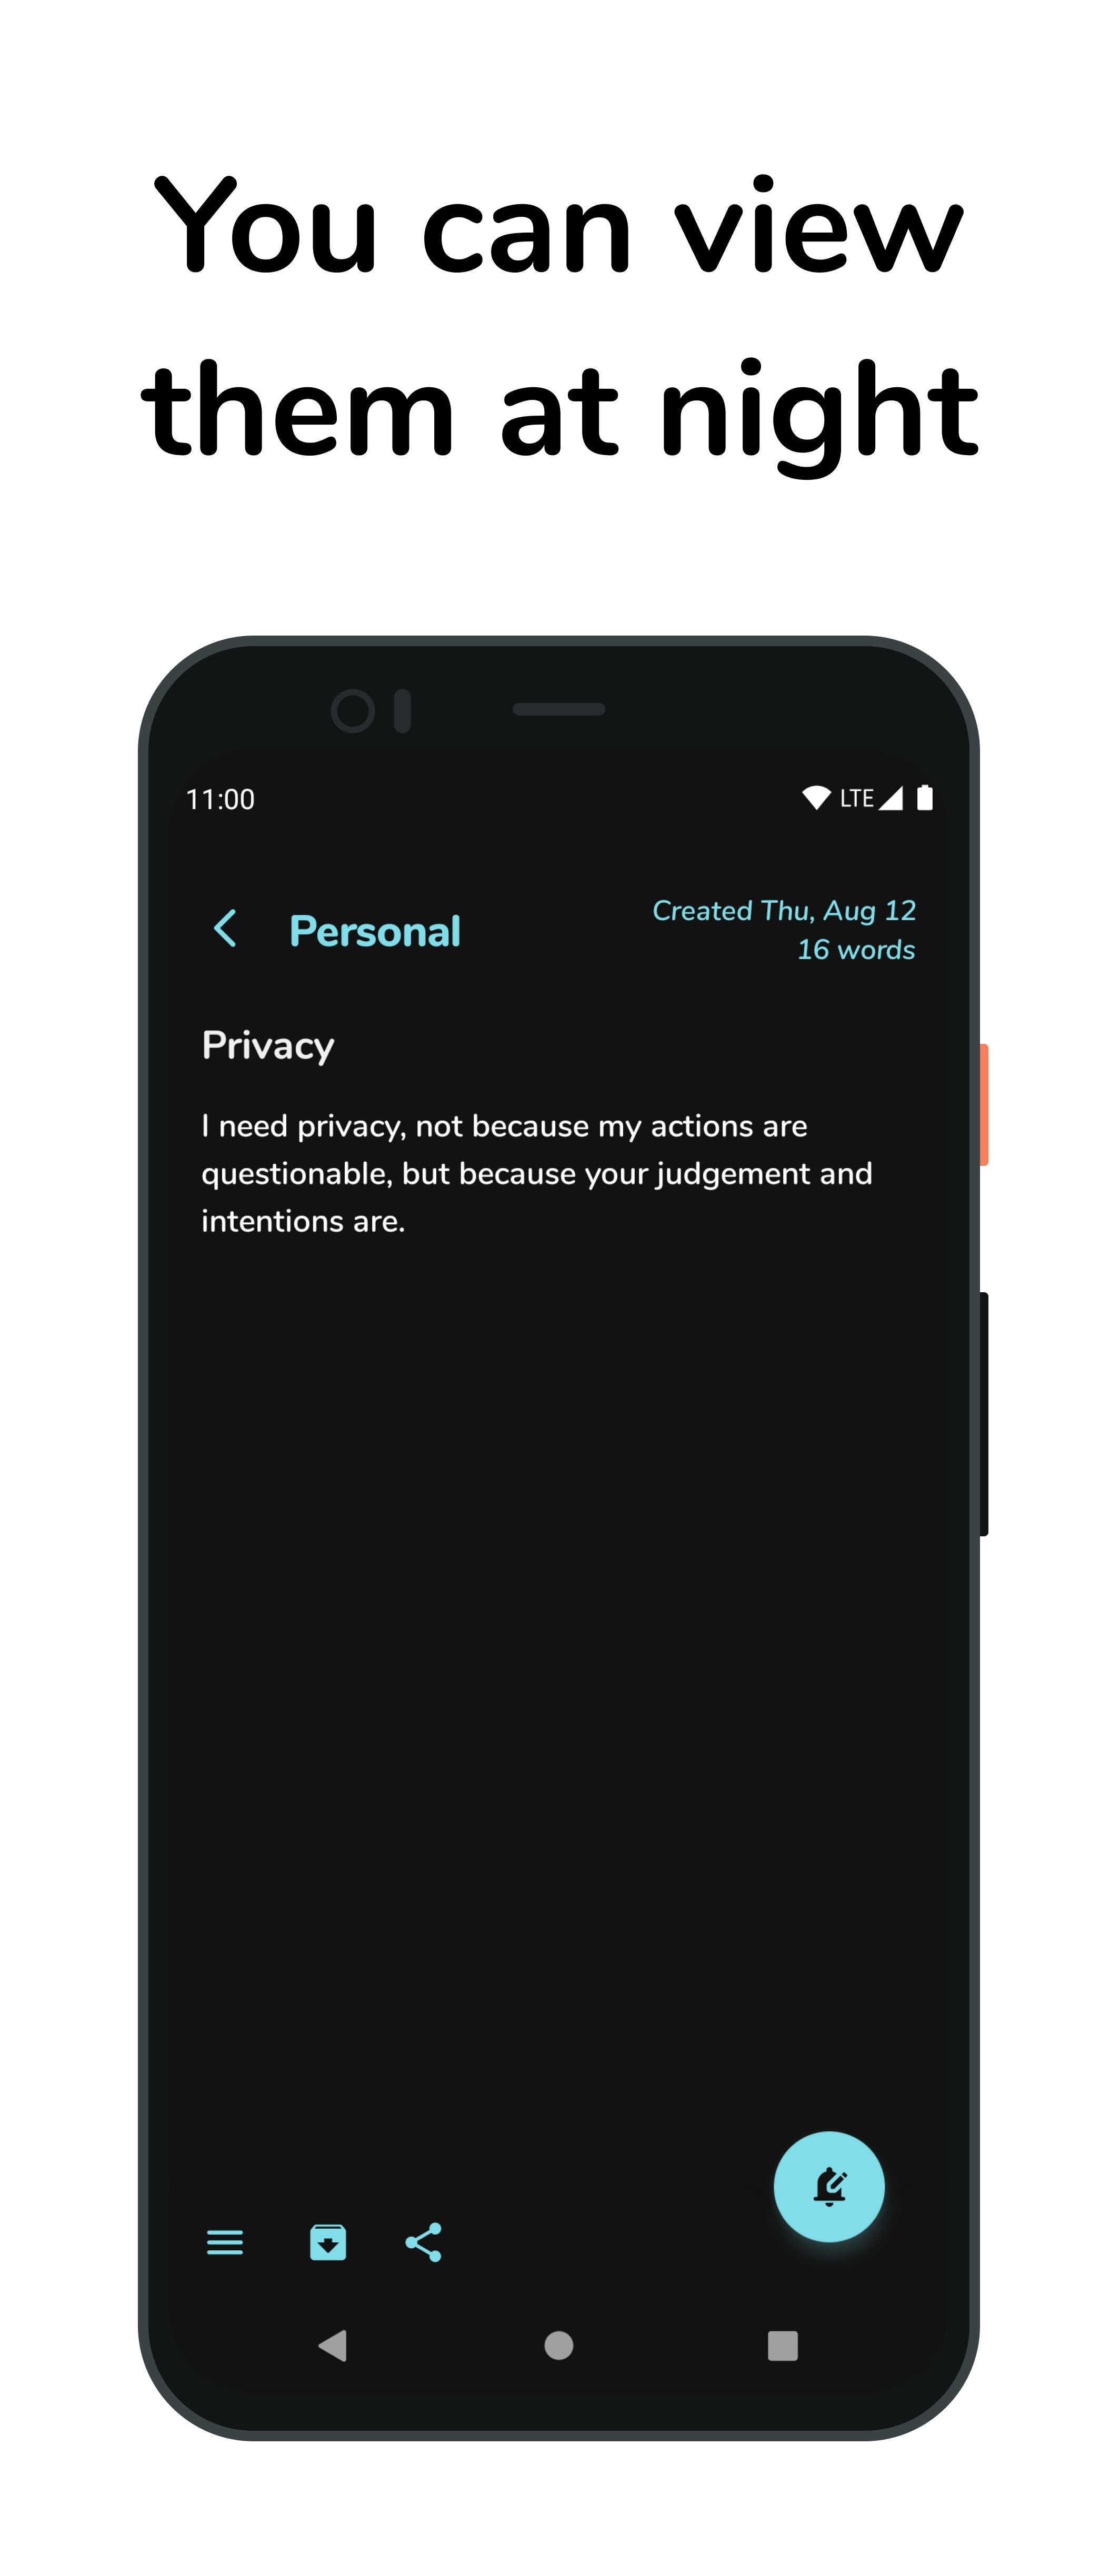 You can view
them at night
11:00
LTE
Personal
Created Thu, Aug 12
16 words
Privacy
I need privacy, not because my actions are
questionable, but because your judgement and
intentions are.